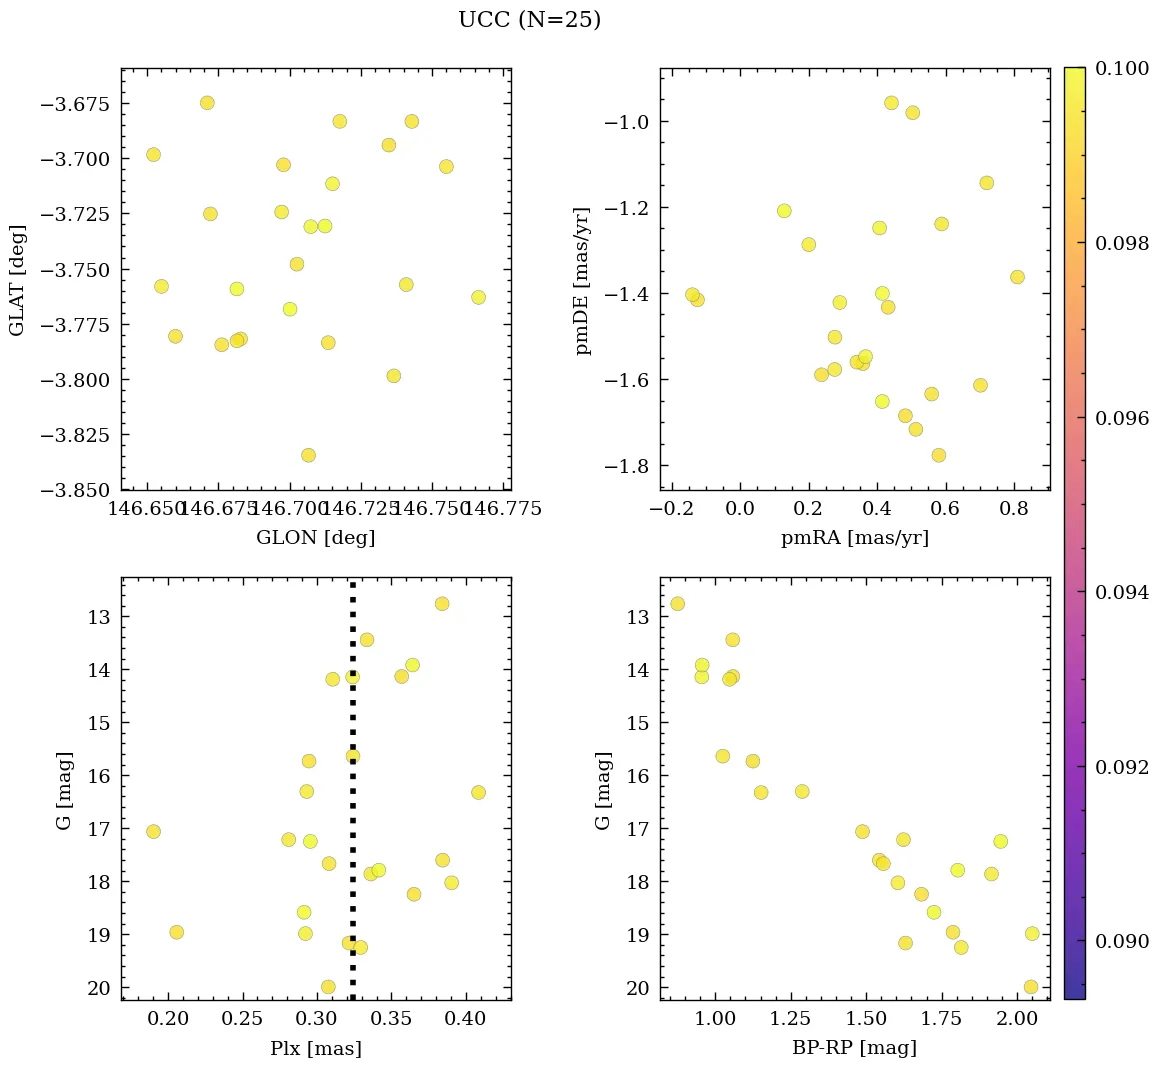 UCC (N=25)
−3.675
−3.700
−3.725
−3.750
−3.775
−3.800
−3.825
−3.850
GLAT [deg]
146.650 146.675 146.700 146.725 146.750 146.775
GLON [deg]
−1.0
−1.2
−1.4
−1.6
−1.8
pmDE [mas/yr]
−0.2 0.0 0.2 0.4 0.6 0.8
pmRA [mas/yr]
0.100
0.098
0.096
0.094
0.092
0.090
13
14
15
16
17
18
19
20
G [mag]
0.20 0.25 0.30 0.35 0.40
Plx [mas]
13
14
15
16
17
18
19
20
G [mag]
1.00 1.25 1.50 1.75 2.00
BP-RP [mag]